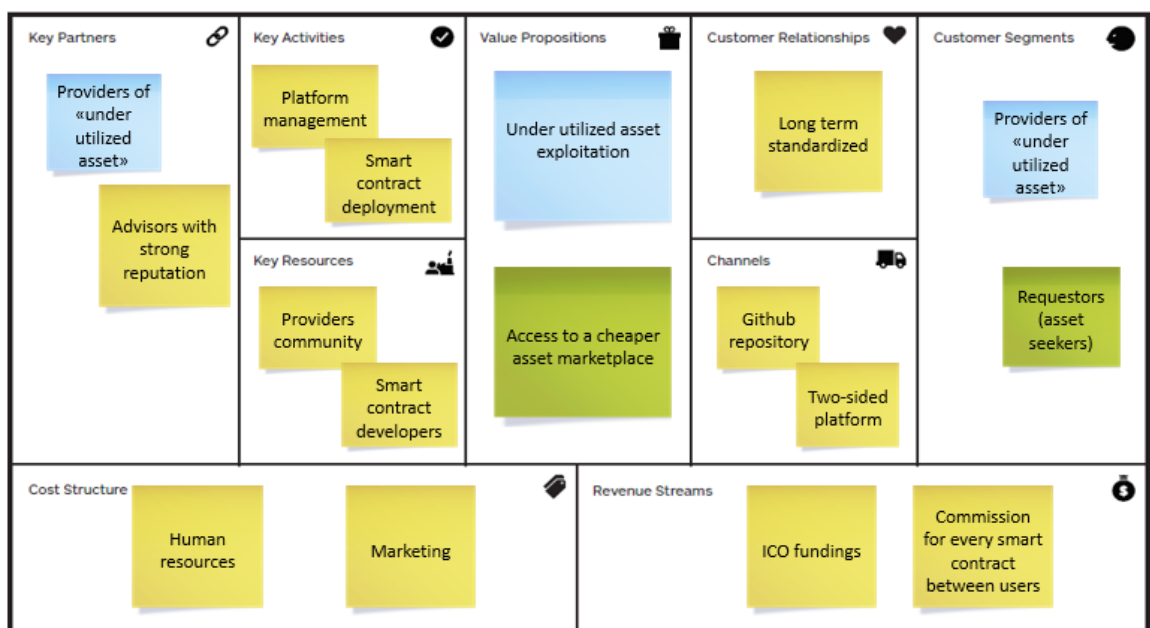 Key Partners
Providers of
«under
utilized
asset»
Advisors with
strong
reputation
Key Activities
Platform
management
Smart
contract
deployment
Key Resources
Providers
community
Smart
contract
developers
Value Propositions
Under utilized asset
exploitation
Access to a cheaper
asset marketplace
Customer Relationships
Long term
standardized
Channels
Github
repository
Two-sided
platform
Customer Segments
Providers of
«under
utilized
asset»
Requestors
(asset
seekers)
Cost Structure
Human
resources
Marketing
Revenue Streams
ICO fundings
Commission
for every smart
contract
between users